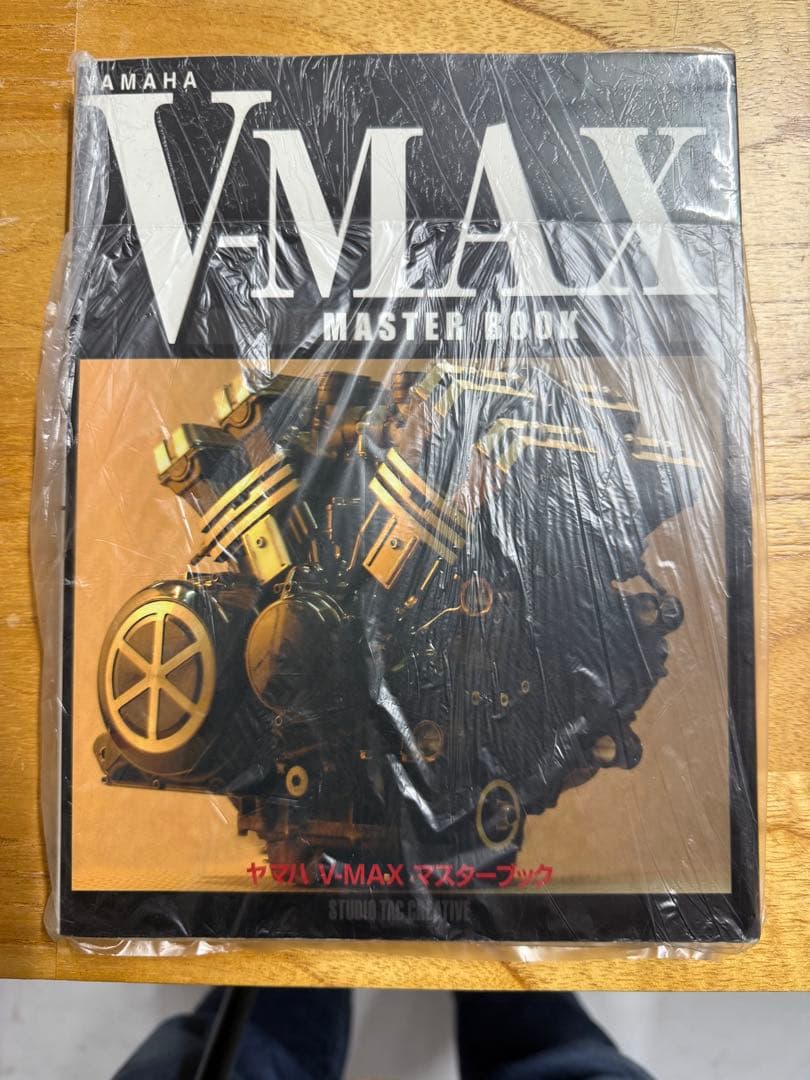 YAMAHA
V-MAX
MASTER BOOK
ヤマハ V-MAX マスターブック
STUDIO TAC CREATIVE